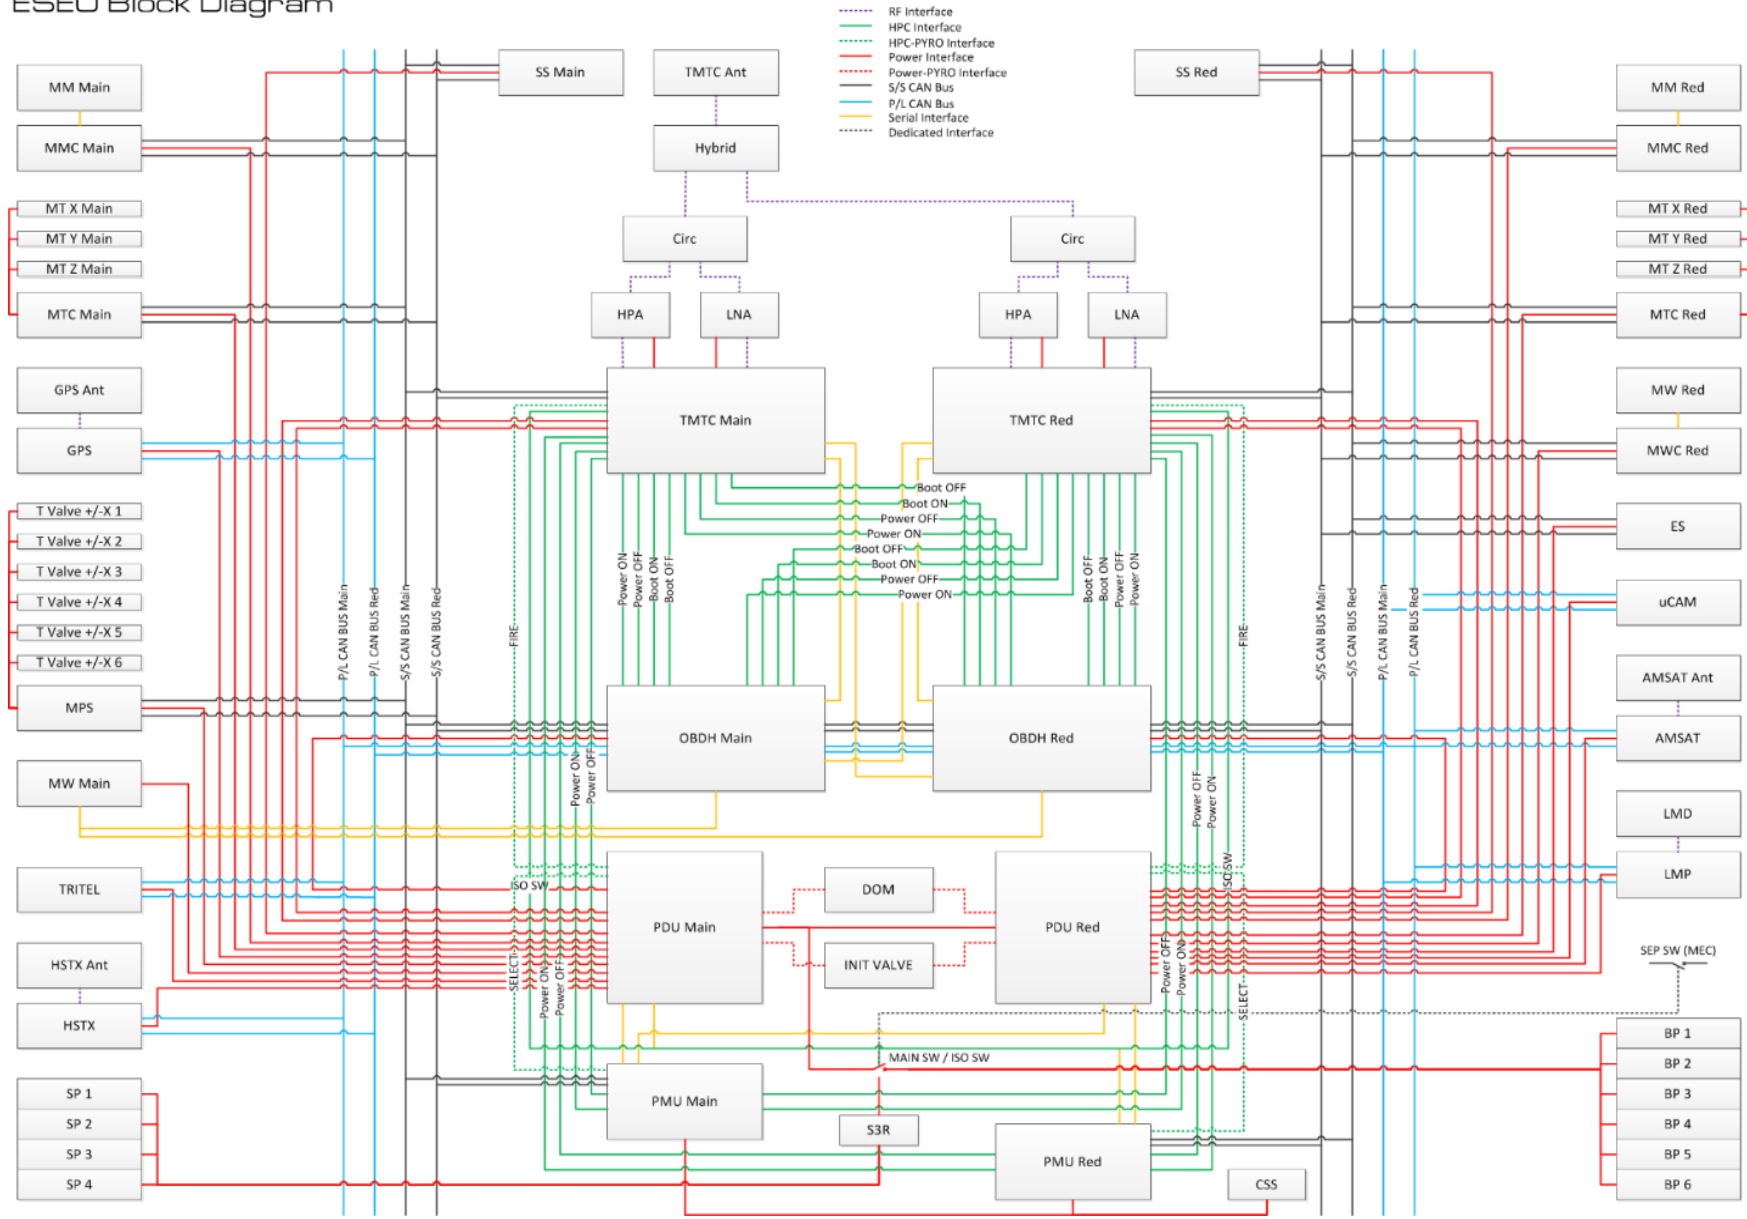 ESEO Block Diagram
RF Interface
HPC Interface
HPC-PYRO Interface
Power Interface
Power-PYRO Interface
S/S CAN Bus
P/L CAN Bus
Serial Interface
Dedicated Interface
SS Main
TMTC Ant
SS Red
MM Main
MM Red
MMC Main
Hybrid
MMC Red
MT X Main
MT Y Main
MT Z Main
MTC Main
Circ
Circ
HPA
LNA
HPA
LNA
MT X Red
MT Y Red
MT Z Red
MTC Red
GPS Ant
GPS
TMTC Main
TMTC Red
MW Red
MWC Red
Boot OFF
Boot ON
Power OFF
Power ON
Boot OFF
Boot ON
Power OFF
Power ON
Power ON
Power OFF
Boot ON
Boot OFF
Boot OFF
Boot ON
Power OFF
Power ON
T Valve +/-X 1
T Valve +/-X 2
T Valve +/-X 3
T Valve +/-X 4
T Valve +/-X 5
T Valve +/-X 6
MPS
P/L CAN BUS Main
P/L CAN BUS Red
S/S CAN BUS Main
S/S CAN BUS Red
FIRE
FIRE
S/S CAN BUS Main
S/S CAN BUS Red
P/L CAN BUS Main
P/L CAN BUS Red
ES
uCAM
AMSAT Ant
AMSAT
OBDH Main
OBDH Red
Power ON
Power OFF
Power OFF
Power ON
MW Main
LMD
LMP
TRITEL
ISO SW
ISO SW
PDU Main
DOM
INIT VALVE
PDU Red
HSTX Ant
HSTX
SELECT
Power ON
Power OFF
Power OFF
Power ON
SELECT
SEP SW (MEC)
MAIN SW / ISO SW
PMU Main
S3R
PMU Red
CSS
SP 1
SP 2
SP 3
SP 4
BP 1
BP 2
BP 3
BP 4
BP 5
BP 6